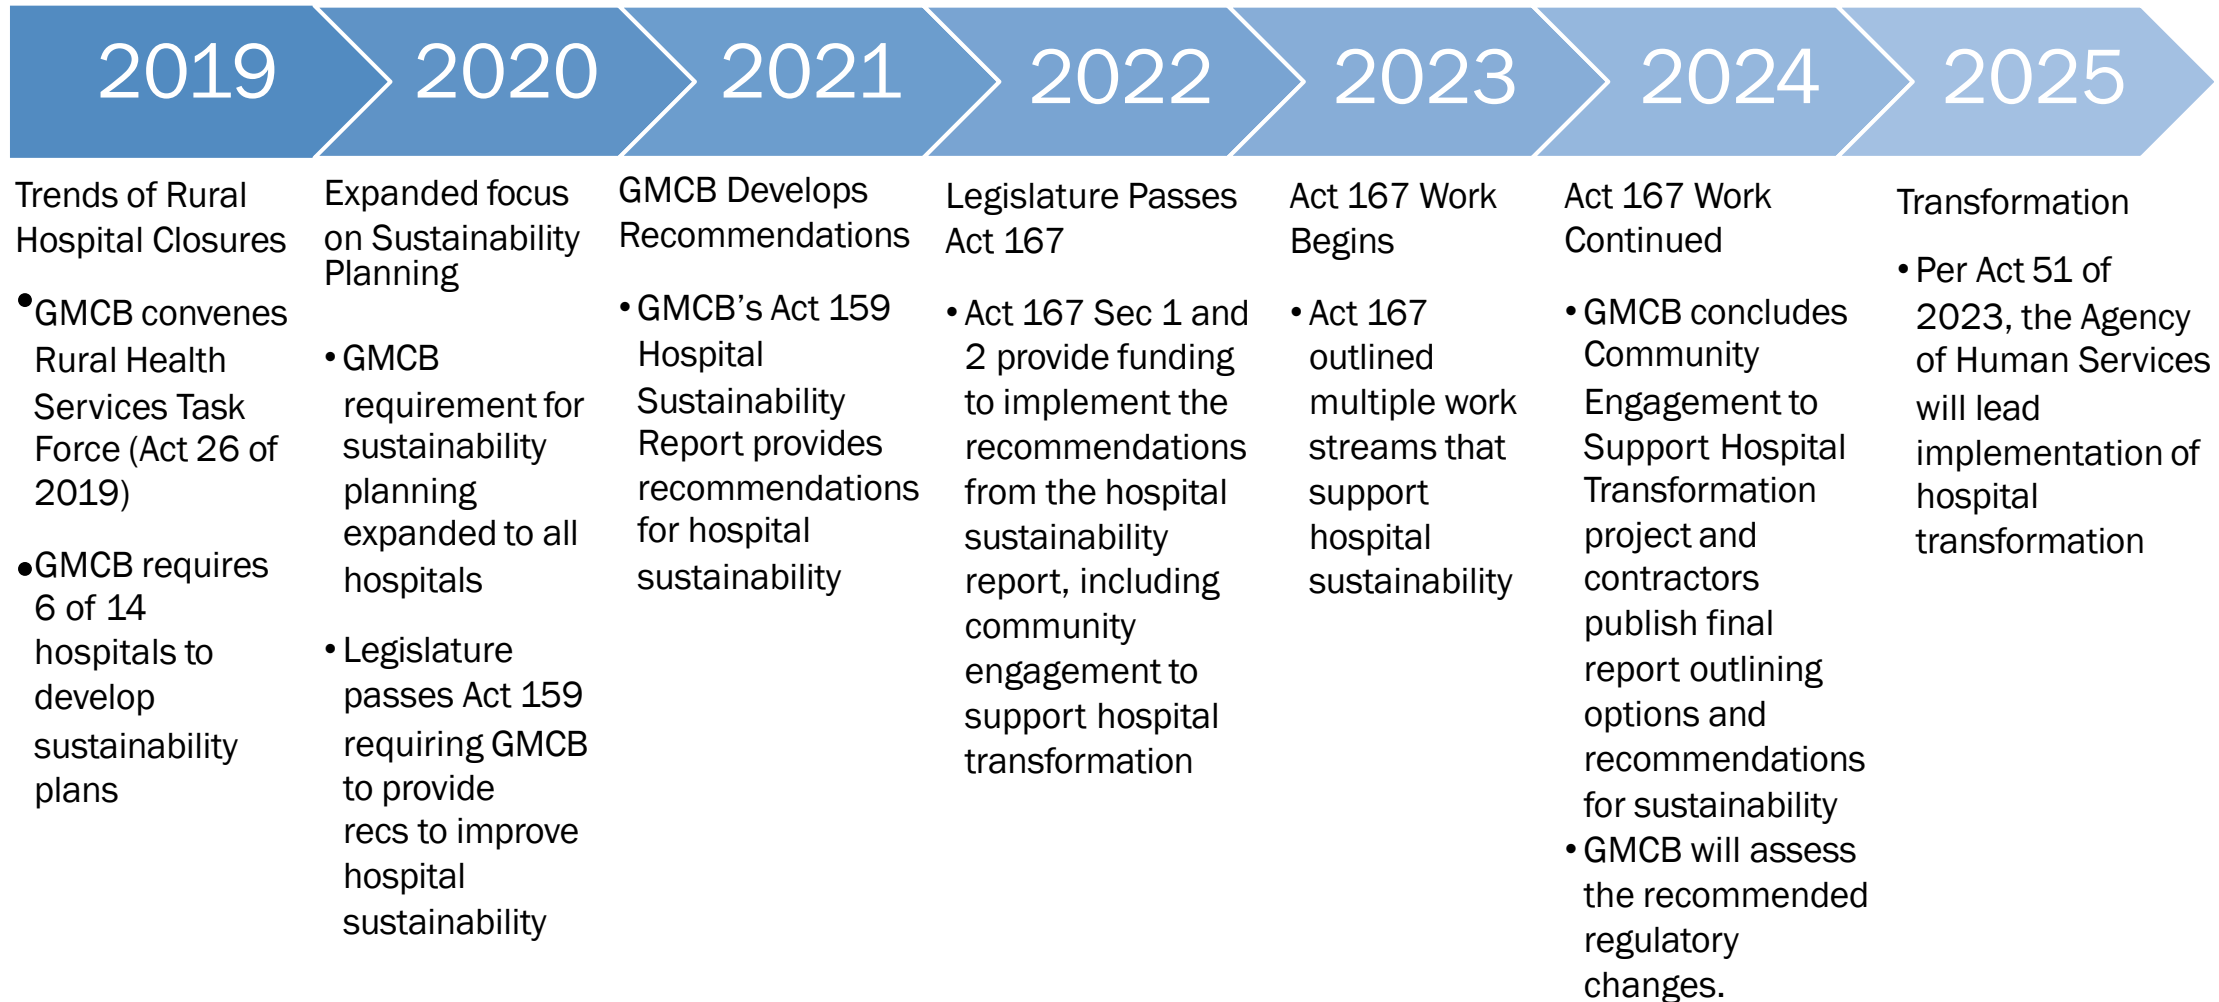 2019
2020
2021
2022
2023
2024
2025
Trends of Rural
Hospital Closures
•GMCB convenes
Rural Health
Services Task
Force (Act 26 of
2019)
•GMCB requires
6 of 14
hospitals to
develop
sustainability
plans
Expanded focus
on Sustainability
Planning
• GMCB
requirement for
sustainability
planning
expanded to all
hospitals
• Legislature
passes Act 159
requiring GMCB
to provide
recs to improve
hospital
sustainability
GMCB Develops
Recommendations
• GMCB’s Act 159
Hospital
Sustainability
Report provides
recommendations
for hospital
sustainability
Legislature Passes
Act 167
• Act 167 Sec 1 and
2 provide funding
to implement the
recommendations
from the hospital
sustainability
report, including
community
engagement to
support hospital
transformation
Act 167 Work
Begins
• Act 167
outlined
multiple work
streams that
support
hospital
sustainability
Act 167 Work
Continued
• GMCB concludes
Community
Engagement to
Support Hospital
Transformation
project and
contractors
publish final
report outlining
options and
recommendations
for sustainability
• GMCB will assess
the recommended
regulatory
changes.
Transformation
• Per Act 51 of
2023, the Agency
of Human Services
will lead
implementation of
hospital
transformation